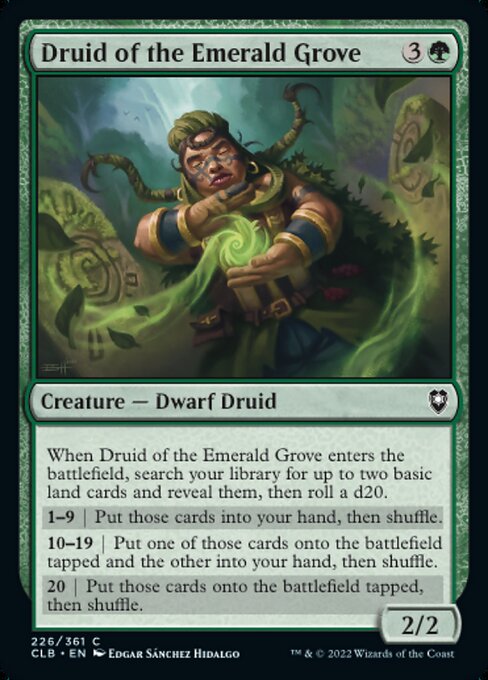 Druid of the Emerald Grove 3
Creature — Dwarf Druid
When Druid of the Emerald Grove enters the
battlefield, search your library for up to two basic
land cards and reveal them, then roll a d20.
1–9 | Put those cards into your hand, then shuffle.
10–19 | Put one of those cards onto the battlefield
tapped and the other into your hand, then shuffle.
20 | Put those cards onto the battlefield tapped,
then shuffle.
2/2
226/361 C
CLB • EN Edgar Sánchez Hidalgo ™ & © 2022 Wizards of the Coast